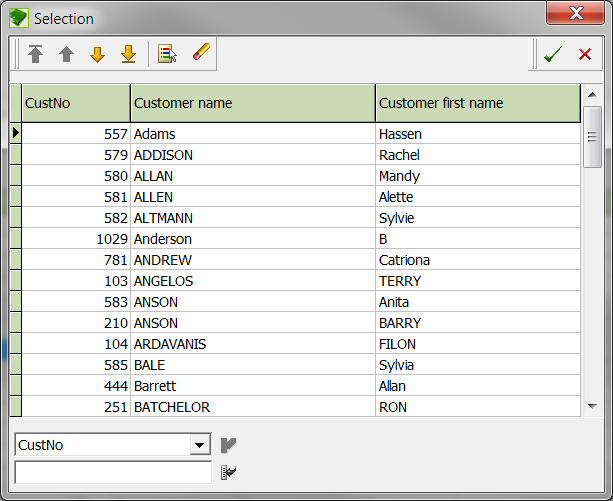 Selection
CustNo Customer name Customer first name
557 Adams Hassen
579 ADDISON Rachel
580 ALLAN Mandy
581 ALLEN Alette
582 ALTMANN Sylvie
1029 Anderson B
781 ANDREW Catriona
103 ANGELOS TERRY
583 ANSON Anita
210 ANSON BARRY
104 ARDAVANIS FILON
585 BALE Sylvia
444 Barrett Allan
251 BATCHELOR RON
CustNo